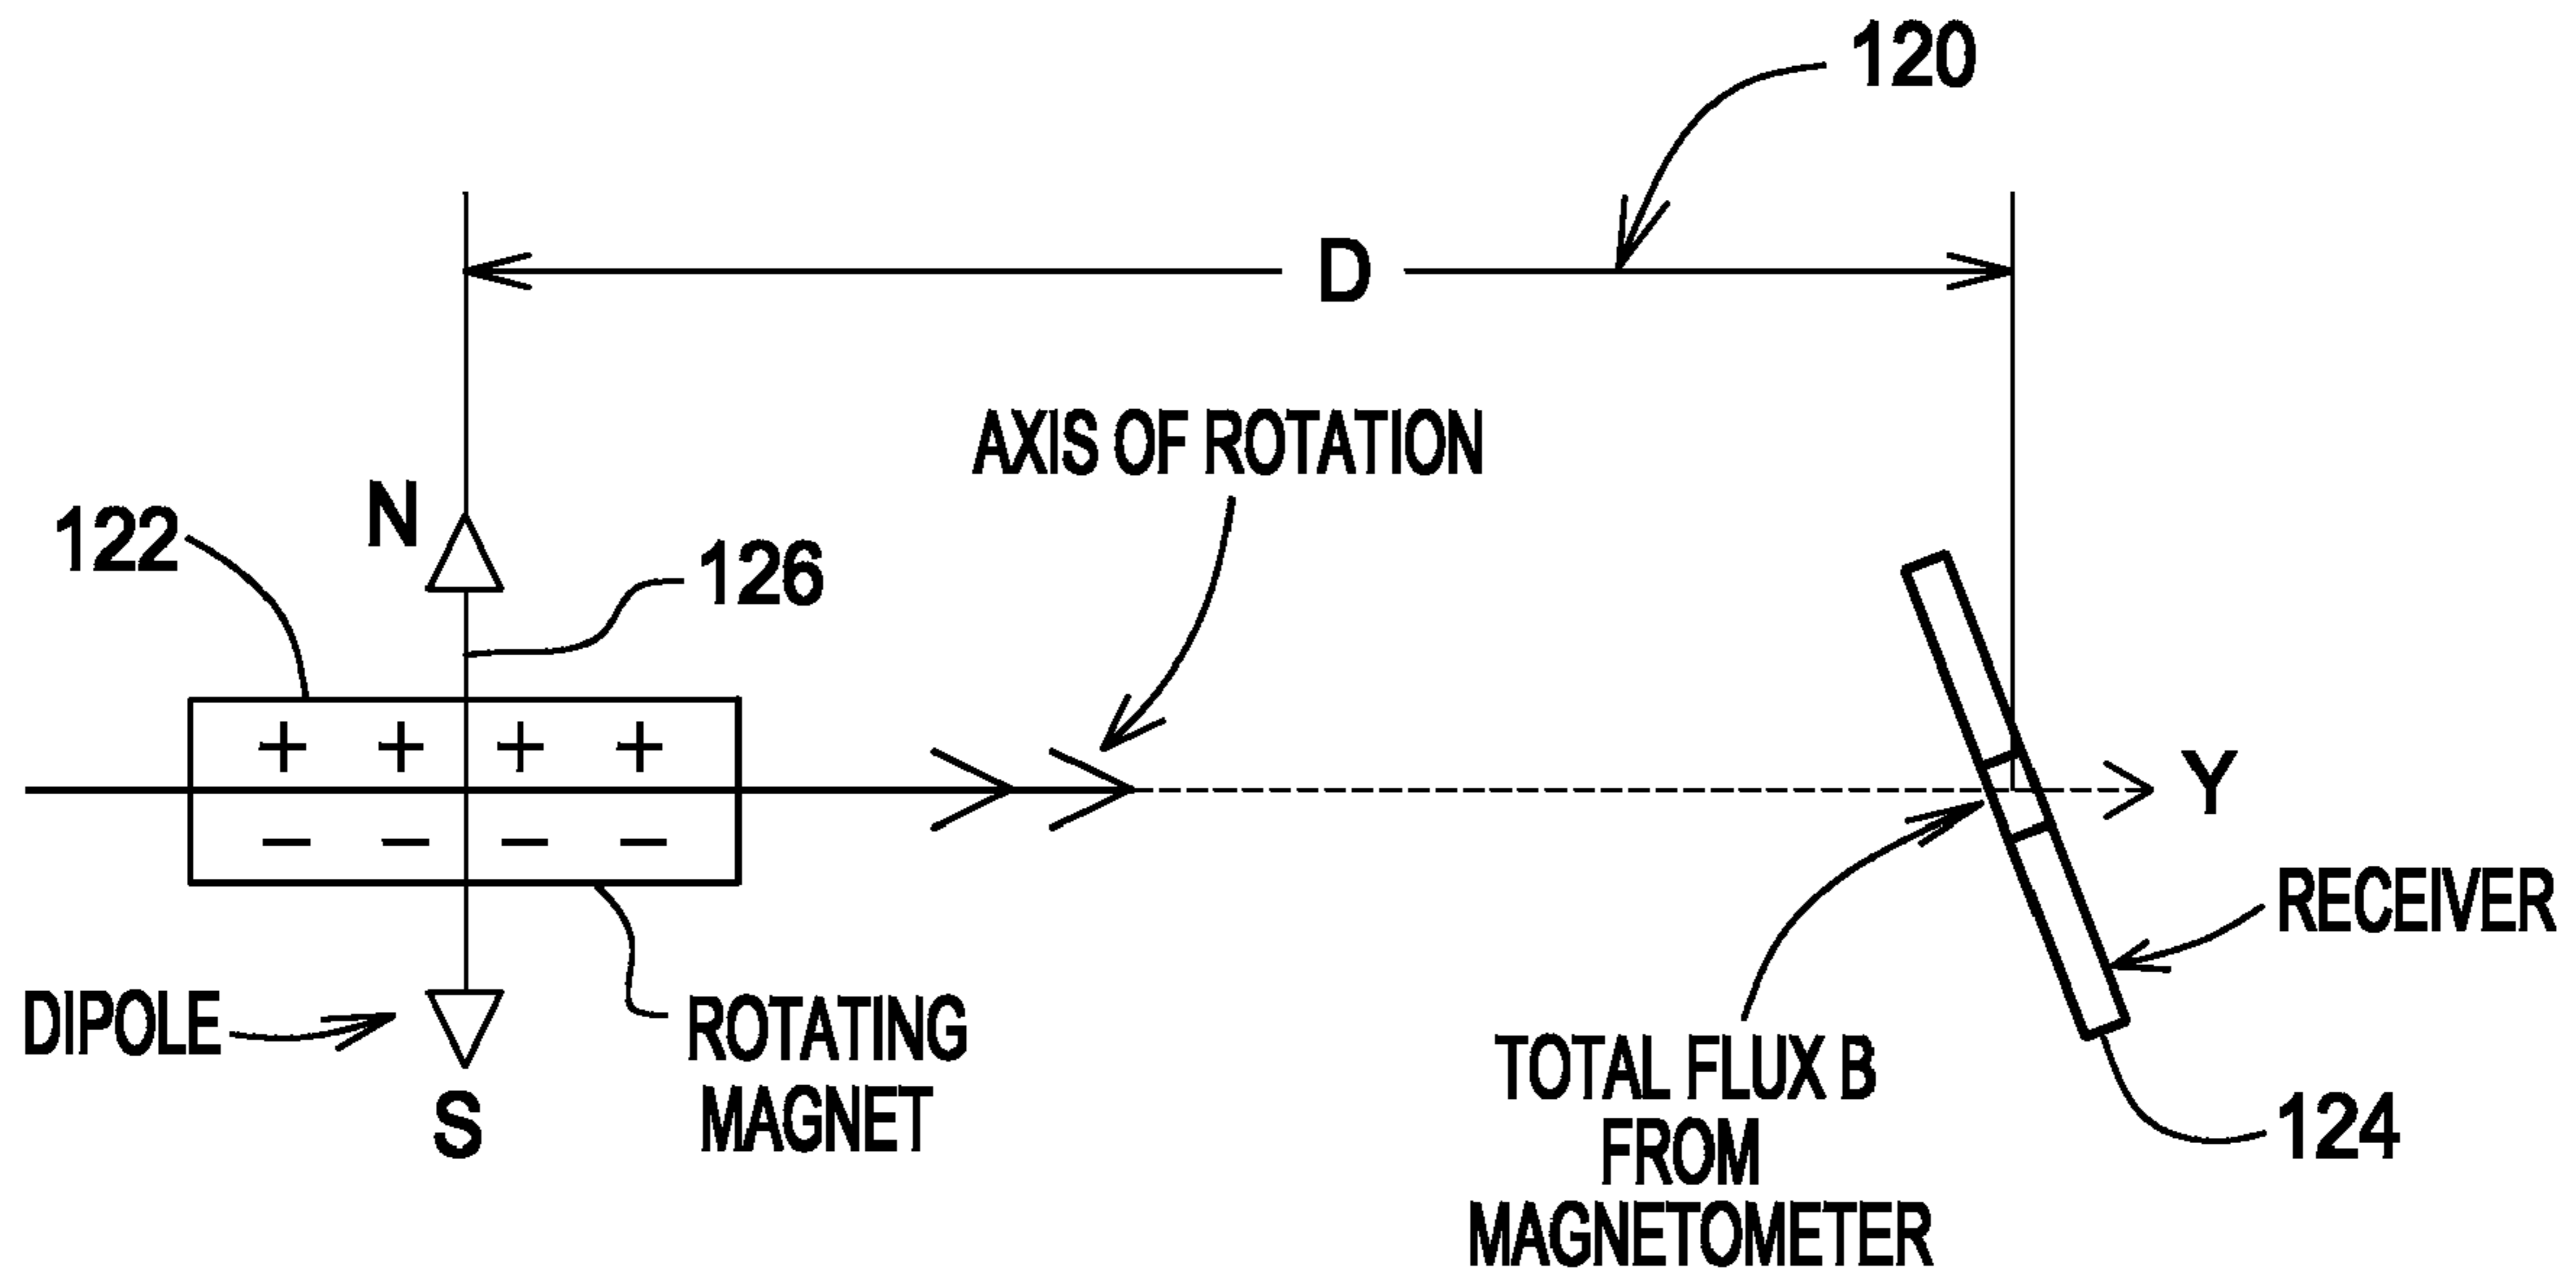 120
D
AXIS OF ROTATION
N
122
126
+ + + +
Y
− − − −
RECEIVER
DIPOLE
ROTATING
MAGNET
S
TOTAL FLUX B
FROM
MAGNETOMETER
124